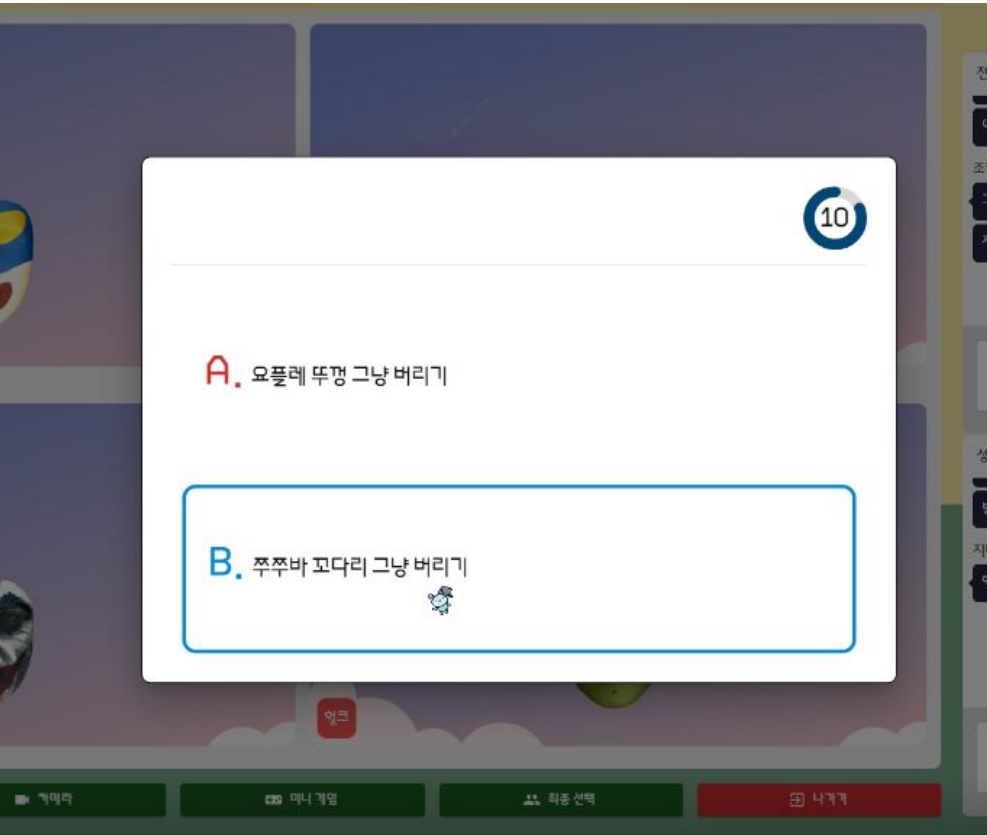 10
A. 요플레 뚜껑 그냥 버리기
B. 쭈쭈바 꼬다리 그냥 버리기
헐크
카메라
미니 게임
최종 선택
나가기